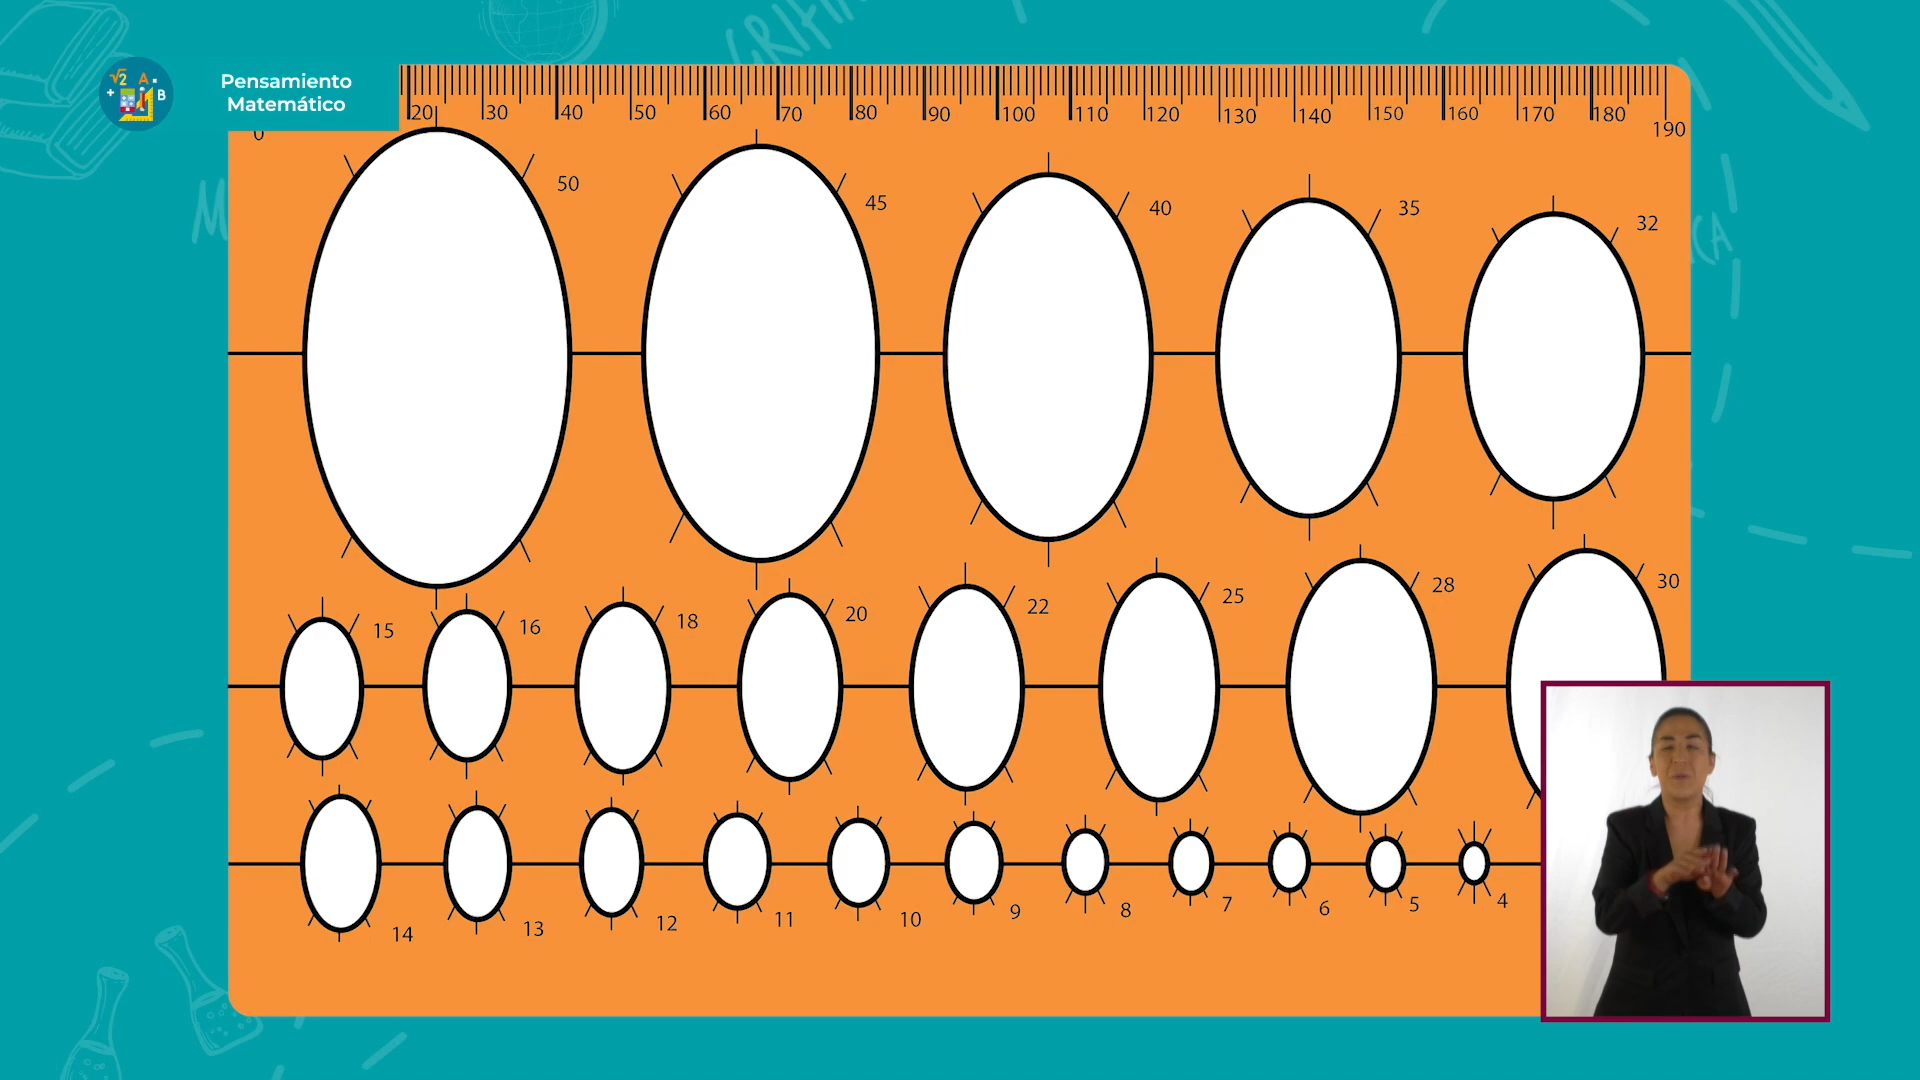 √2 A
+ B
Pensamiento
Matemático
20 30 40 50 60 70 80 90 100 110 120 130 140 150 160 170 180 190
0
50 45 40 35 32
15 16 18 20 22 25 28 30
14 13 12 11 10 9 8 7 6 5 4